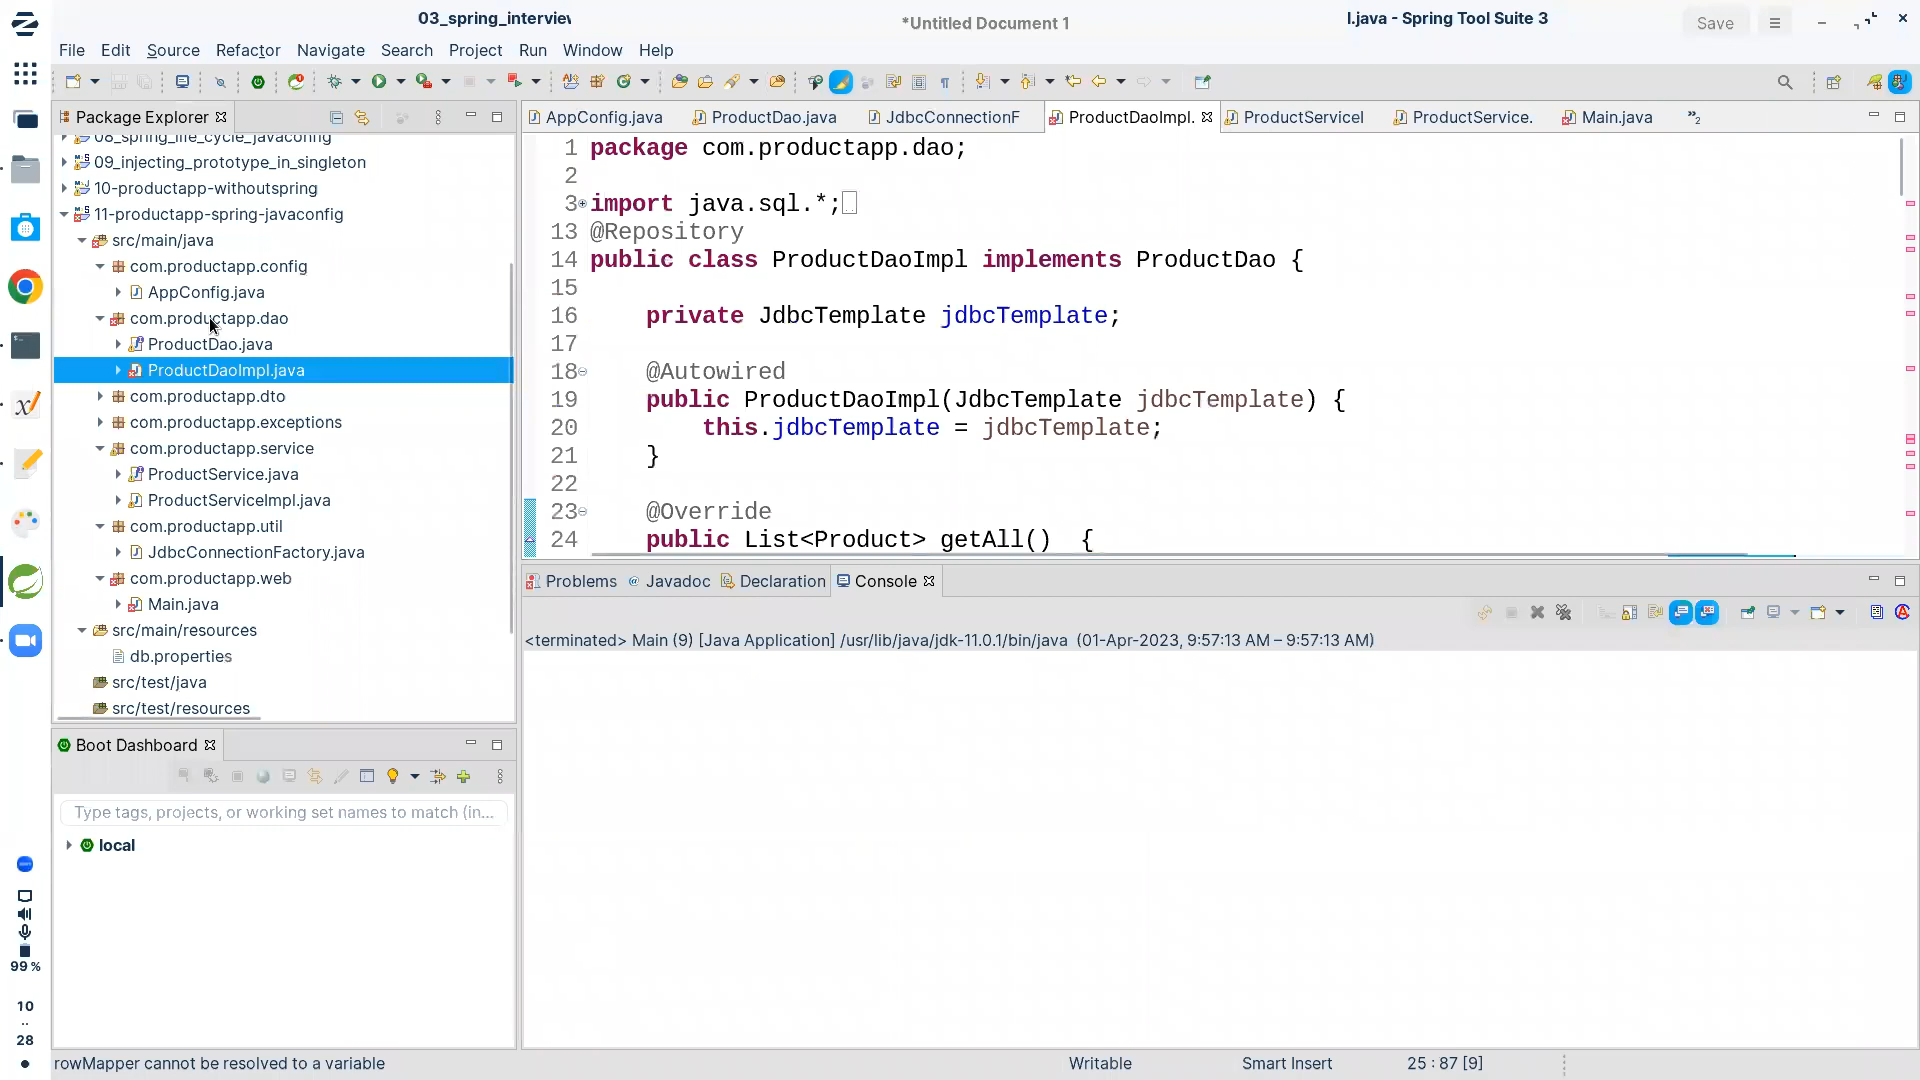 03_spring_interview
*Untitled Document 1
l.java - Spring Tool Suite 3
Save
File Edit Source Refactor Navigate Search Project Run Window Help
Package Explorer
08_spring_life_cycle_javaconfig
09_injecting_prototype_in_singleton
10-productapp-withoutspring
11-productapp-spring-javaconfig
src/main/java
com.productapp.config
AppConfig.java
com.productapp.dao
ProductDao.java
ProductDaoImpl.java
com.productapp.dto
com.productapp.exceptions
com.productapp.service
ProductService.java
ProductServiceImpl.java
com.productapp.util
JdbcConnectionFactory.java
com.productapp.web
Main.java
src/main/resources
db.properties
src/test/java
src/test/resources
Boot Dashboard
Type tags, projects, or working set names to match (in...
local
AppConfig.java ProductDao.java JdbcConnectionF ProductDaoImpl. ProductServiceI ProductService. Main.java »2
1 package com.productapp.dao;
2
3 import java.sql.*;
13 @Repository
14 public class ProductDaoImpl implements ProductDao {
15
16 private JdbcTemplate jdbcTemplate;
17
18 @Autowired
19 public ProductDaoImpl(JdbcTemplate jdbcTemplate) {
20 this.jdbcTemplate = jdbcTemplate;
21 }
22
23 @Override
24 public List<Product> getAll() {
Problems @ Javadoc Declaration Console
<terminated> Main (9) [Java Application] /usr/lib/java/jdk-11.0.1/bin/java (01-Apr-2023, 9:57:13 AM – 9:57:13 AM)
99 %
10
..
28
rowMapper cannot be resolved to a variable
Writable
Smart Insert
25 : 87 [9]